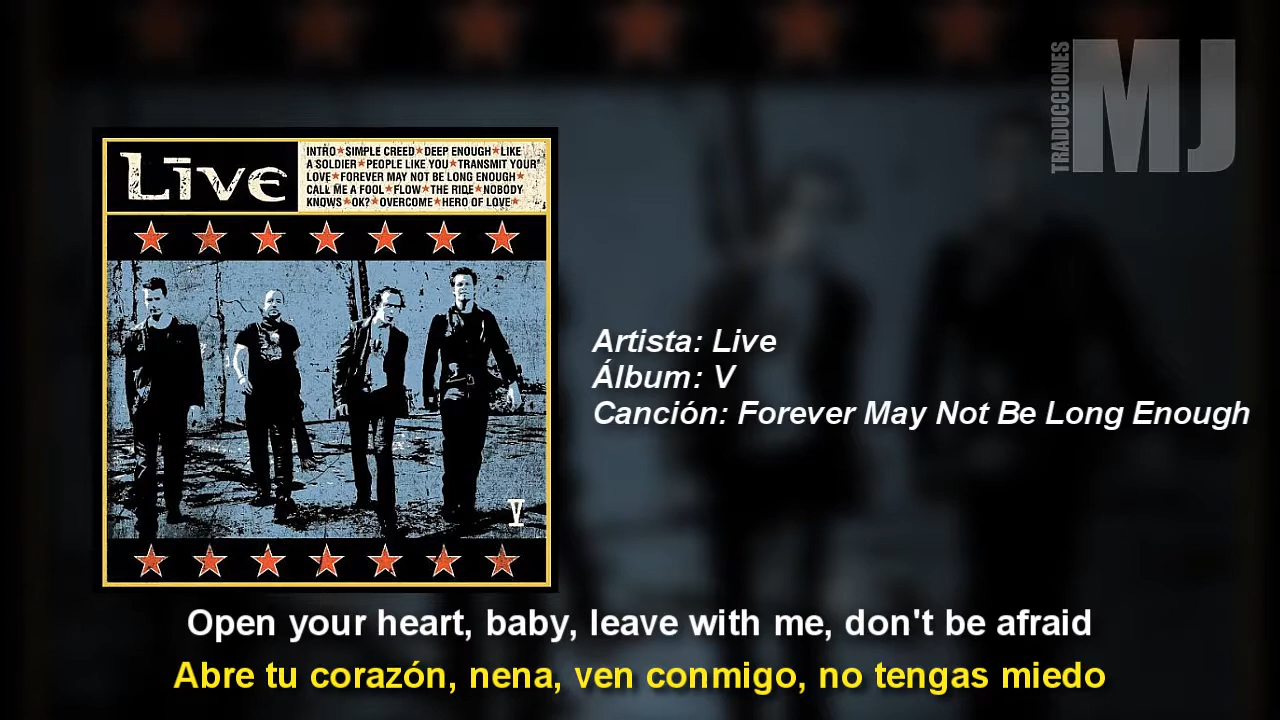 Live
INTRO★SIMPLE CREED★DEEP ENOUGH★LIKE
A SOLDIER★PEOPLE LIKE YOU★TRANSMIT YOUR
LOVE★FOREVER MAY NOT BE LONG ENOUGH★
CALL ME A FOOL★FLOW★THE RIDE★NOBODY
KNOWS★OK?★OVERCOME★HERO OF LOVE★
V
TRADUCCIONES
MJ
Artista: Live
Álbum: V
Canción: Forever May Not Be Long Enough
Open your heart, baby, leave with me, don't be afraid
Abre tu corazón, nena, ven conmigo, no tengas miedo